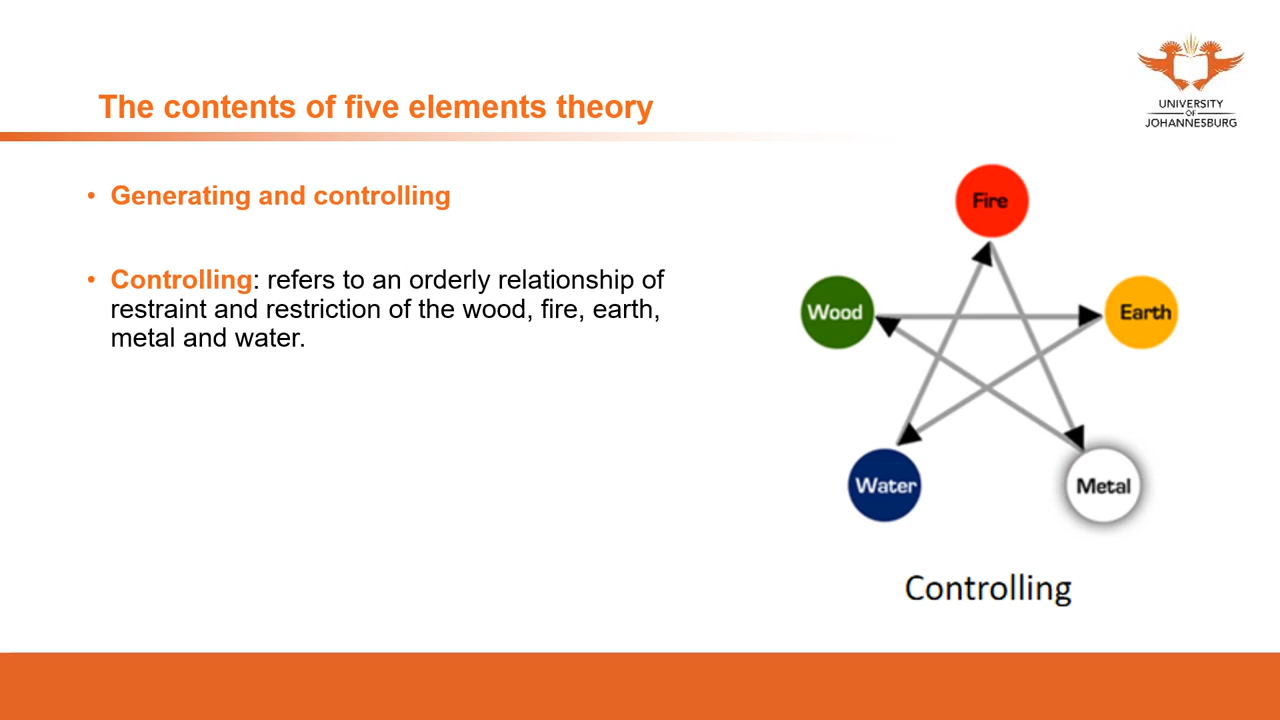 UNIVERSITY
OF
JOHANNESBURG
The contents of five elements theory
• Generating and controlling
• Controlling: refers to an orderly relationship of
restraint and restriction of the wood, fire, earth,
metal and water.
Fire
Wood
Earth
Water
Metal
Controlling